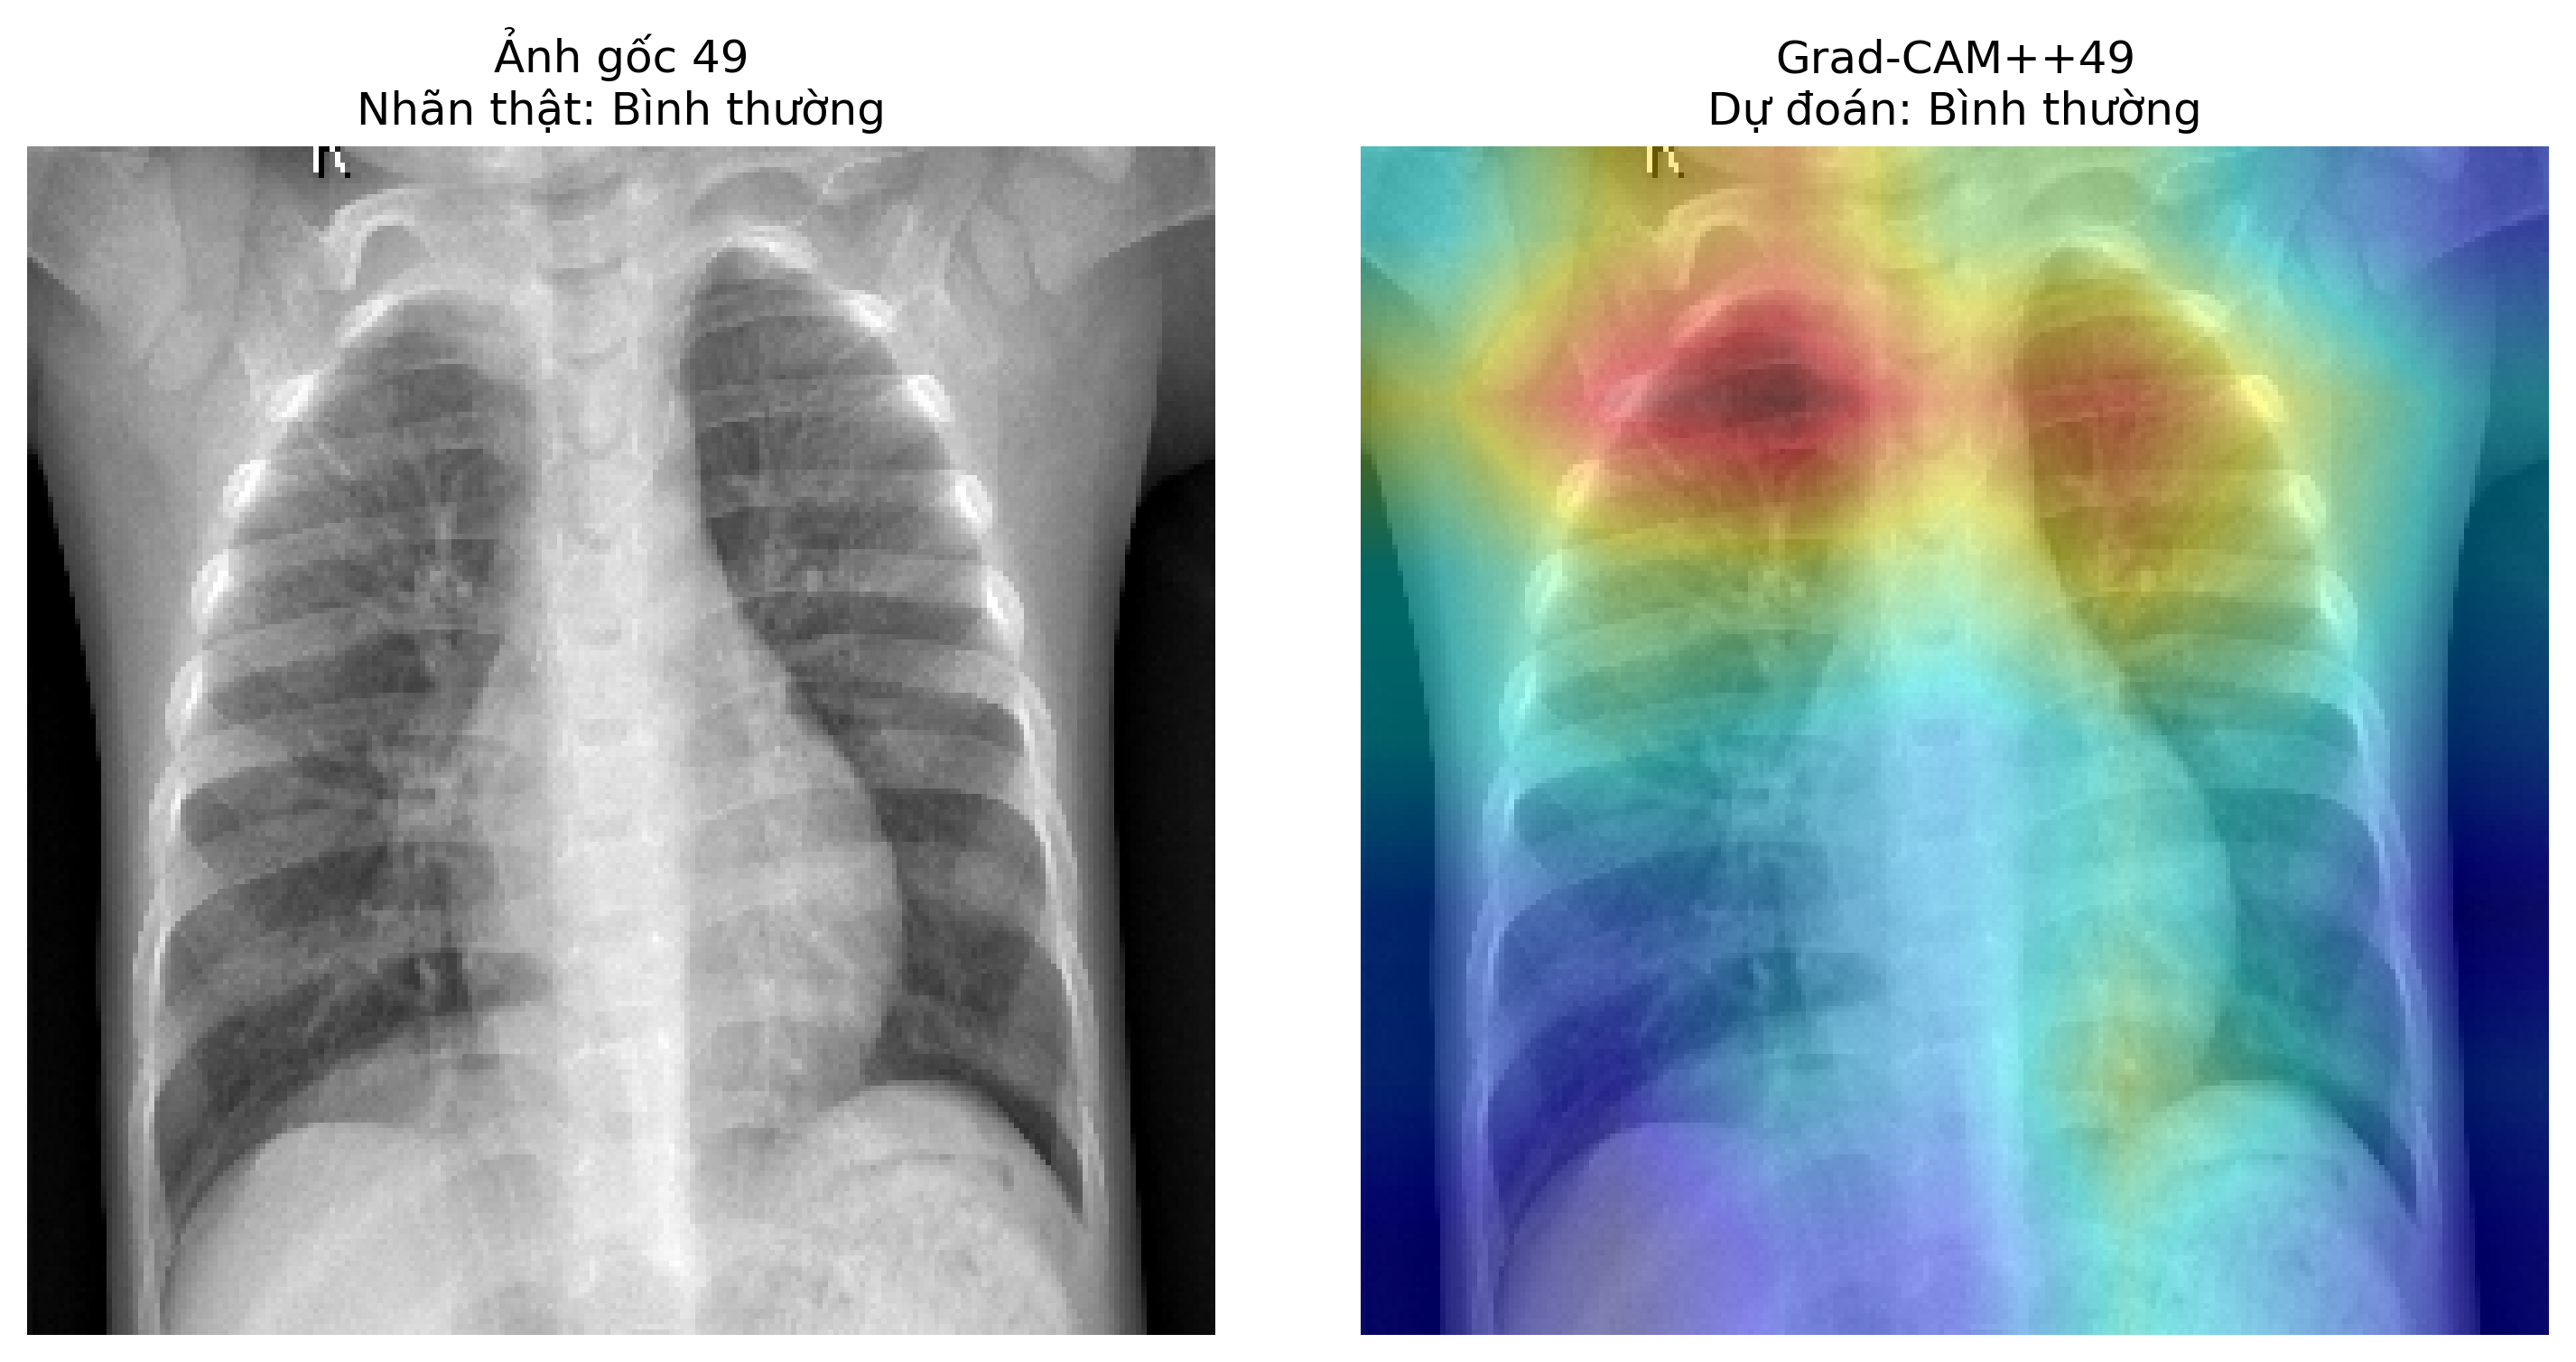 Ảnh gốc 49
Nhãn thật: Bình thường
Grad-CAM++49
Dự đoán: Bình thường
R
R